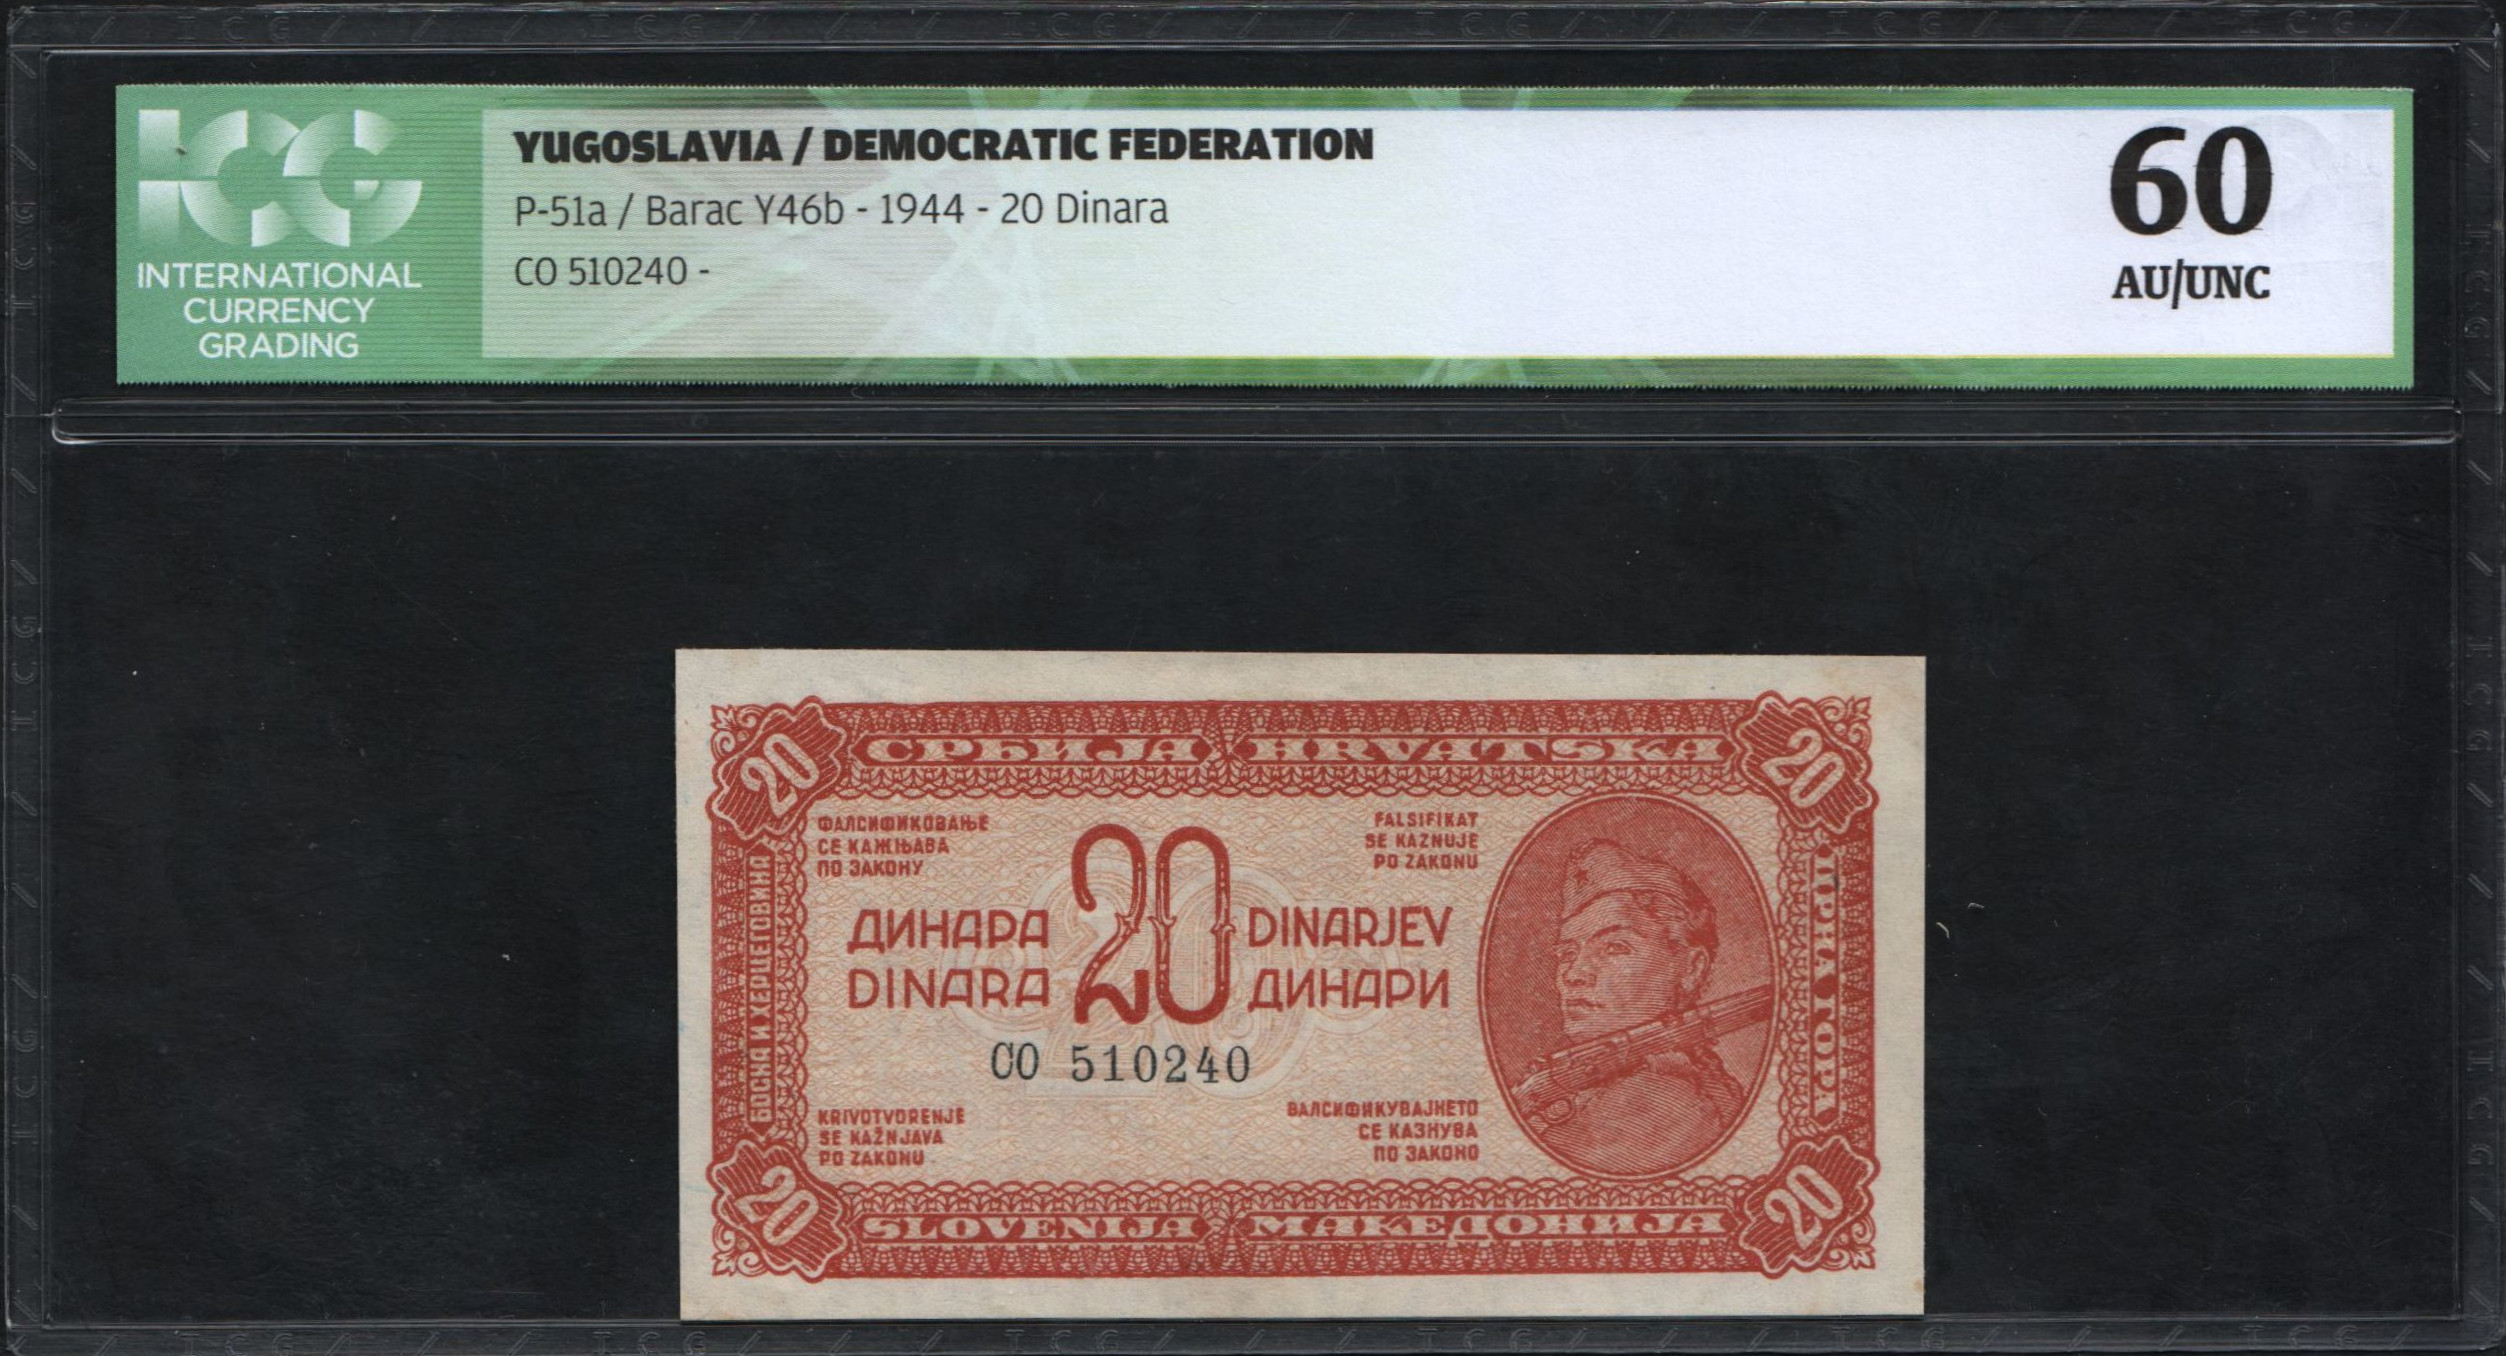 ICG
INTERNATIONAL
CURRENCY
GRADING
YUGOSLAVIA / DEMOCRATIC FEDERATION
P-51a / Barac Y46b - 1944 - 20 Dinara
CO 510240 -
60
AU/UNC
20
СРБИЈА HRVATSKA
20
ФАЛСИФИКОВАЊЕ
СЕ КАЖЊАВА
ПО ЗАКОНУ
FALSIFIKAT
SE KAZNUJE
PO ZAKONU
БОСНА И ХЕРЦЕГОВИНА
ЦРНА ГОРА
20
ДИНАРА
DINARA
DINARJEV
ДИНАРИ
CO 510240
KRIVOTVORENJE
SE KAŽNJAVA
PO ZAKONU
ВАЛСИФИКУВАЈНЕТО
СЕ КАЗНУВА
ПО ЗАКОНО
20
SLOVENIJA МАКЕДОНИЈА
20